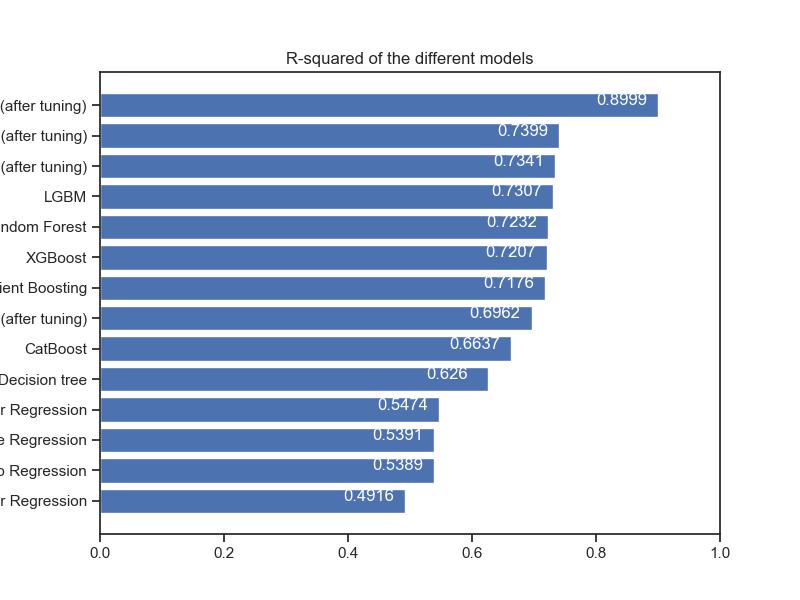 R-squared of the different models
(after tuning) 0.8999
(after tuning) 0.7399
(after tuning) 0.7341
LGBM 0.7307
ndom Forest 0.7232
XGBoost 0.7207
ient Boosting 0.7176
(after tuning) 0.6962
CatBoost 0.6637
Decision tree 0.626
r Regression 0.5474
e Regression 0.5391
o Regression 0.5389
r Regression 0.4916
0.0 0.2 0.4 0.6 0.8 1.0